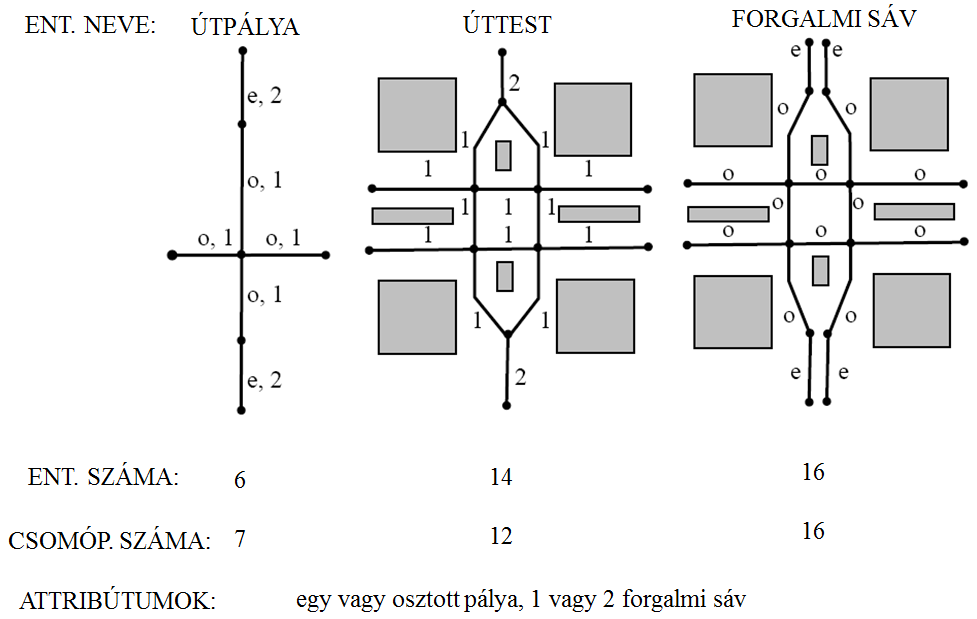 ENT. NEVE: ÚTPÁLYA ÚTTEST FORGALMI SÁV
e e
e, 2 2
o o
1 1
o, 1 1 1 o o o
1 1 1 o o
o, 1 o, 1 1 1 1 o o o
o, 1
1 1 o o
e, 2 2 e e
ENT. SZÁMA: 6 14 16
CSOMÓP. SZÁMA: 7 12 16
ATTRIBÚTUMOK: egy vagy osztott pálya, 1 vagy 2 forgalmi sáv